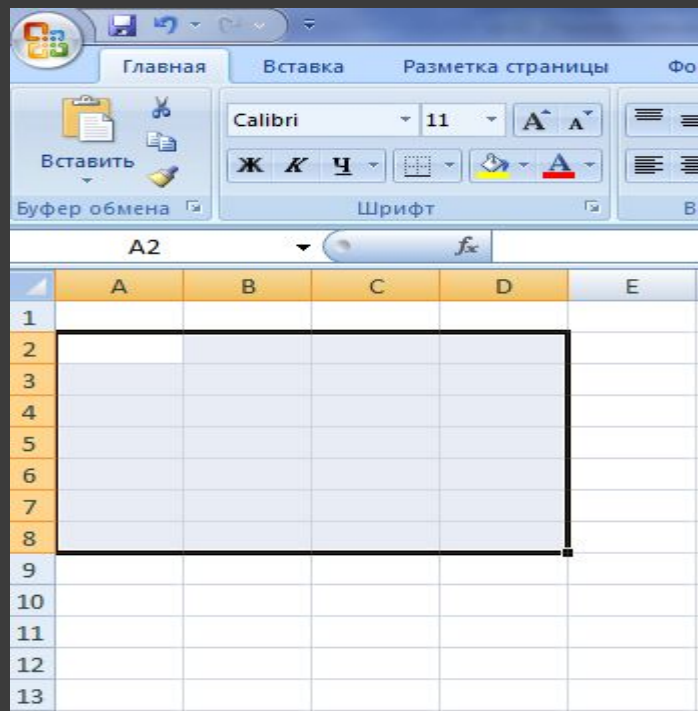 Главная Вставка Разметка страницы Фо
Calibri 11 A A
Вставить Ж К Ч А
Буфер обмена Шрифт В
A2 fx
A B C D E
1
2
3
4
5
6
7
8
9
10
11
12
13